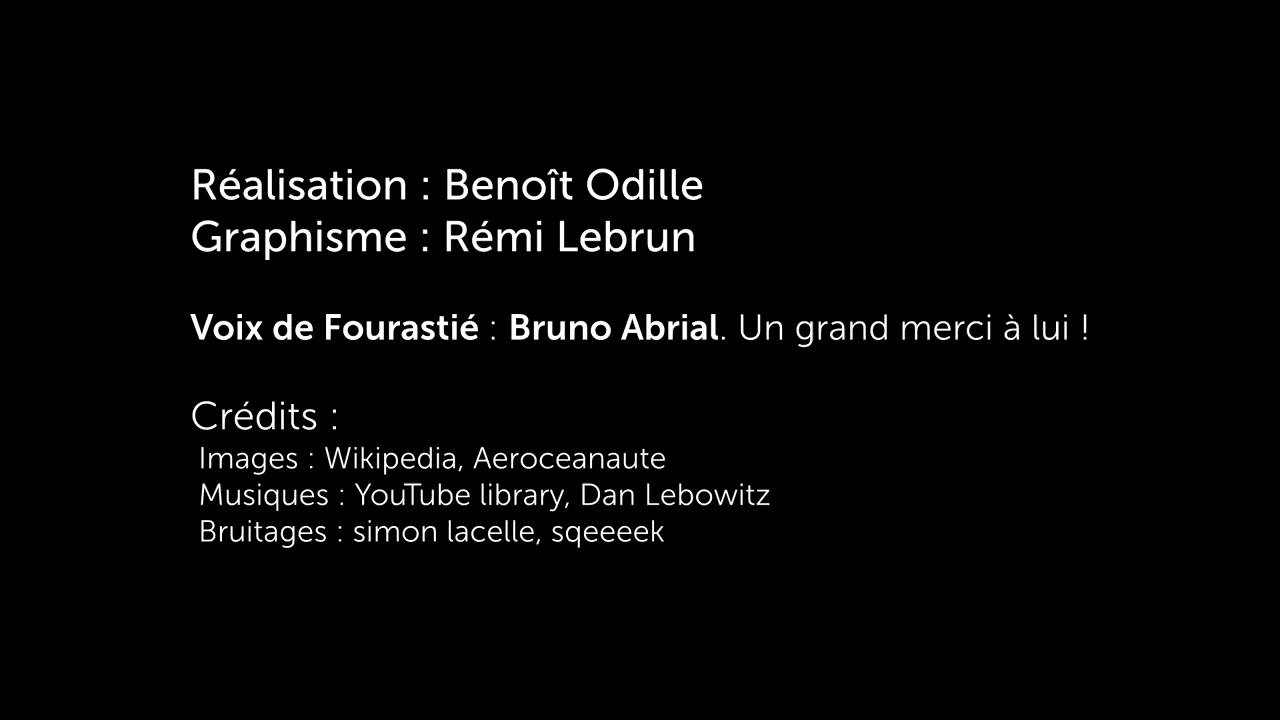 Réalisation : Benoît Odille
Graphisme : Rémi Lebrun
Voix de Fourastié : Bruno Abrial. Un grand merci à lui !
Crédits :
Images : Wikipedia, Aeroceanaute
Musiques : YouTube library, Dan Lebowitz
Bruitages : simon lacelle, sqeeeek